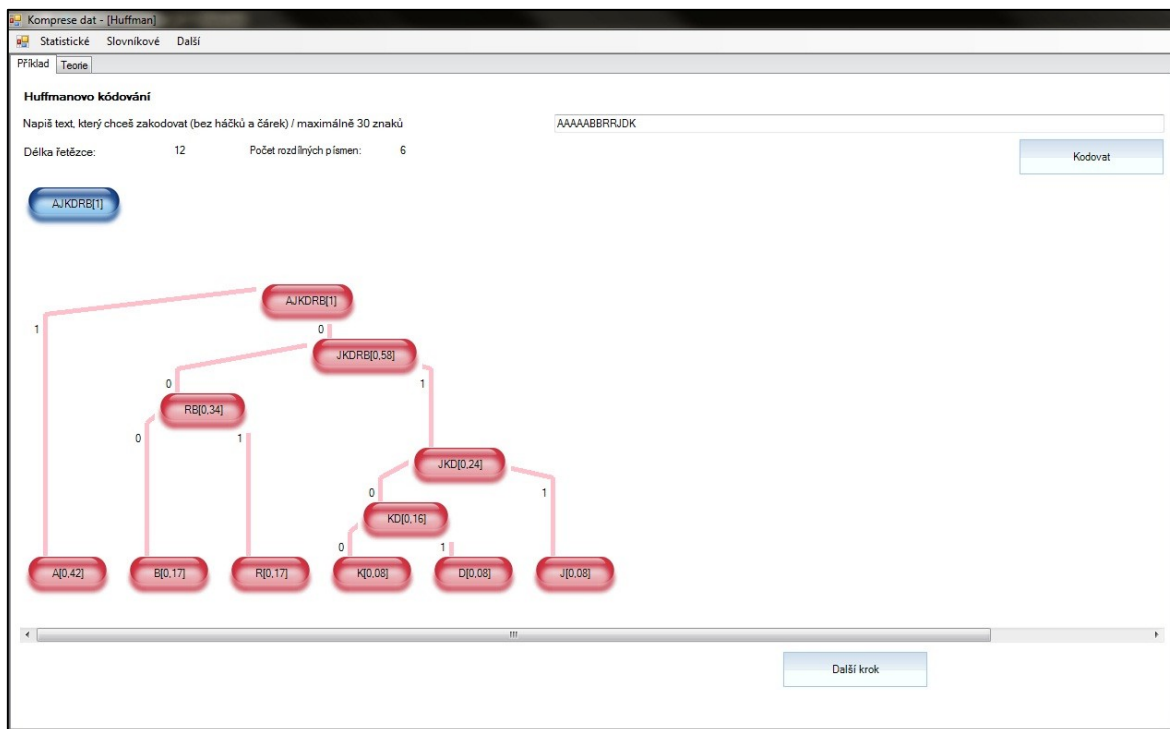 Komprese dat - [Huffman]
Statistické Slovníkové Další
Příklad Teorie
Huffmanovo kódování
Napiš text, který chceš zakodovat (bez háčků a čárek) / maximálně 30 znaků AAAAABBRRJDK
Délka řetězce: 12 Počet rozdílných písmen: 6
Kodovat
AJKDRB[1]
AJKDRB[1]
1 0
JKDRB[0,58]
0 1
RB[0,34]
0 1
JKD[0,24]
0 1
KD[0,16]
0 1
A[0,42] B[0,17] R[0,17] K[0,08] D[0,08] J[0,08]
Další krok